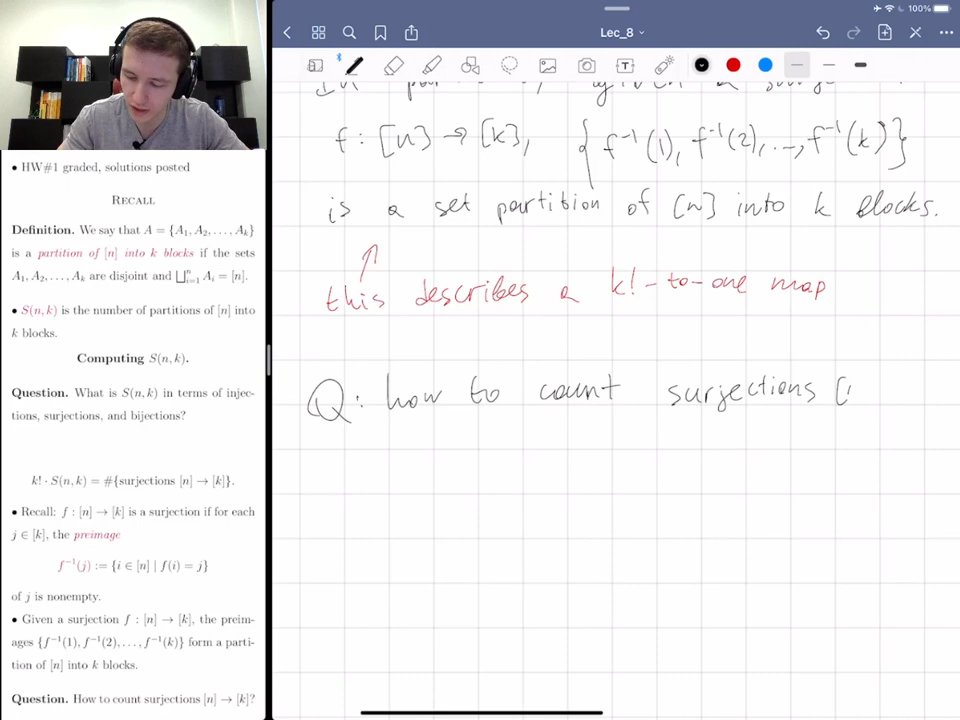 • HW#1 graded, solutions posted
RECALL
Definition. We say that A = {A₁, A₂, . . . , Aₖ}
is a partition of [n] into k blocks if the sets
A₁, A₂, . . . , Aₖ are disjoint and ⨆ⁿᵢ₌₁ Aᵢ = [n].
• S(n, k) is the number of partitions of [n] into
k blocks.
Computing S(n, k).
Question. What is S(n, k) in terms of injec-
tions, surjections, and bijections?
k! · S(n, k) = #{surjections [n] → [k]}.
• Recall: f : [n] → [k] is a surjection if for each
j ∈ [k], the preimage
f⁻¹(j) := {i ∈ [n] | f(i) = j}
of j is nonempty.
• Given a surjection f : [n] → [k], the preim-
ages {f⁻¹(1), f⁻¹(2), . . . , f⁻¹(k)} form a parti-
tion of [n] into k blocks.
Question. How to count surjections [n] → [k]?
100%
Lec_8
f : [n] → [k], { f⁻¹(1), f⁻¹(2), ..., f⁻¹(k) }
is a set partition of [n] into k blocks.
this describes a k!-to-one map
Q: how to count surjections [